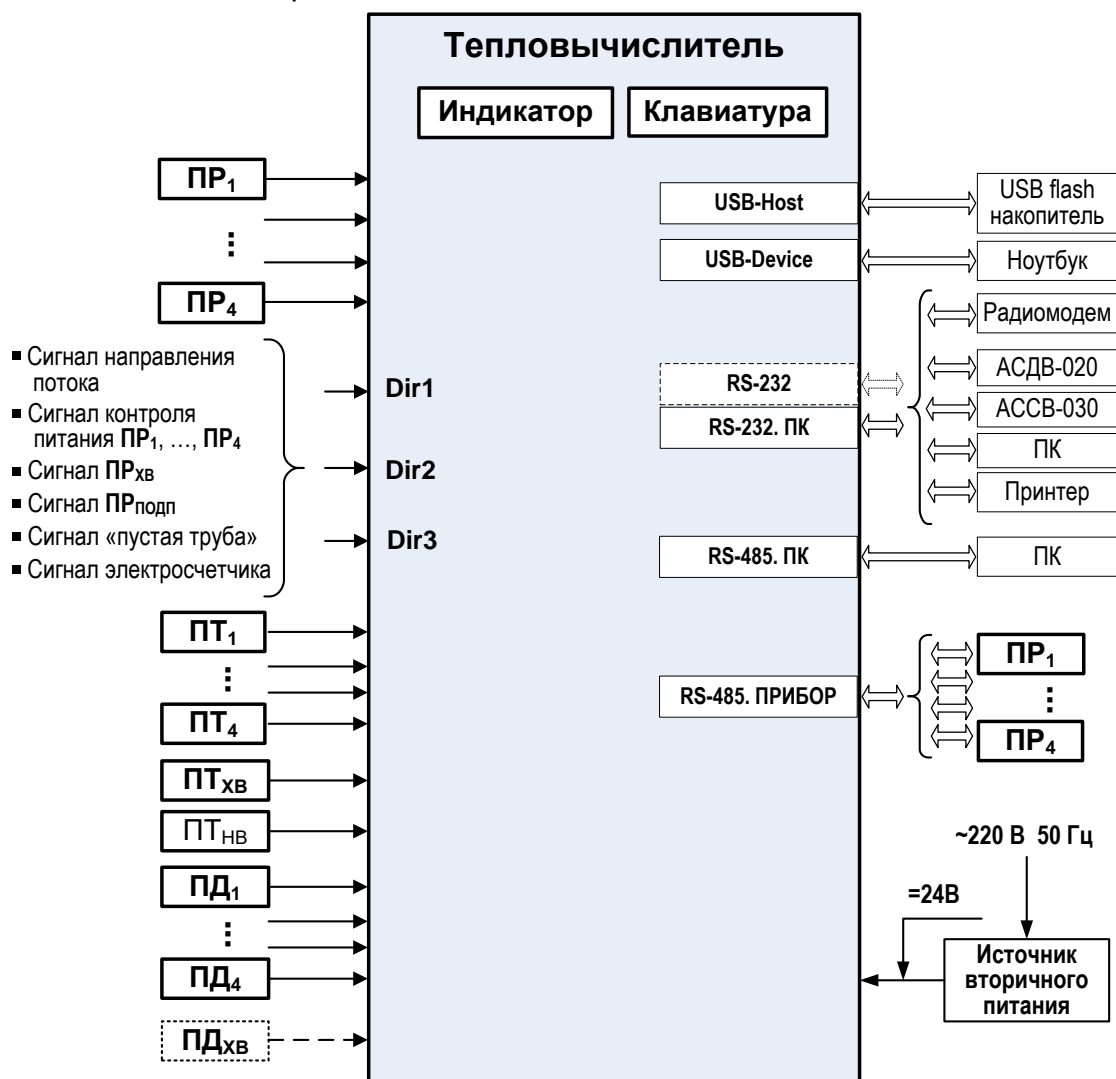 Тепловычислитель
Индикатор
Клавиатура
ПР1
⋮
ПР4
▪ Сигнал направления
потока
▪ Сигнал контроля
питания ПР1, ..., ПР4
▪ Сигнал ПРХВ
▪ Сигнал ПРПОДП
▪ Сигнал «пустая труба»
▪ Сигнал электросчетчика
Dir1
Dir2
Dir3
ПТ1
⋮
ПТ4
ПТХВ
ПТНВ
ПД1
⋮
ПД4
ПДХВ
USB-Host
USB-Device
RS-232
RS-232. ПК
RS-485. ПК
RS-485. ПРИБОР
USB flash
накопитель
Ноутбук
Радиомодем
АСДВ-020
АССВ-030
ПК
Принтер
ПК
ПР1
⋮
ПР4
~220 В 50 Гц
=24В
Источник
вторичного
питания